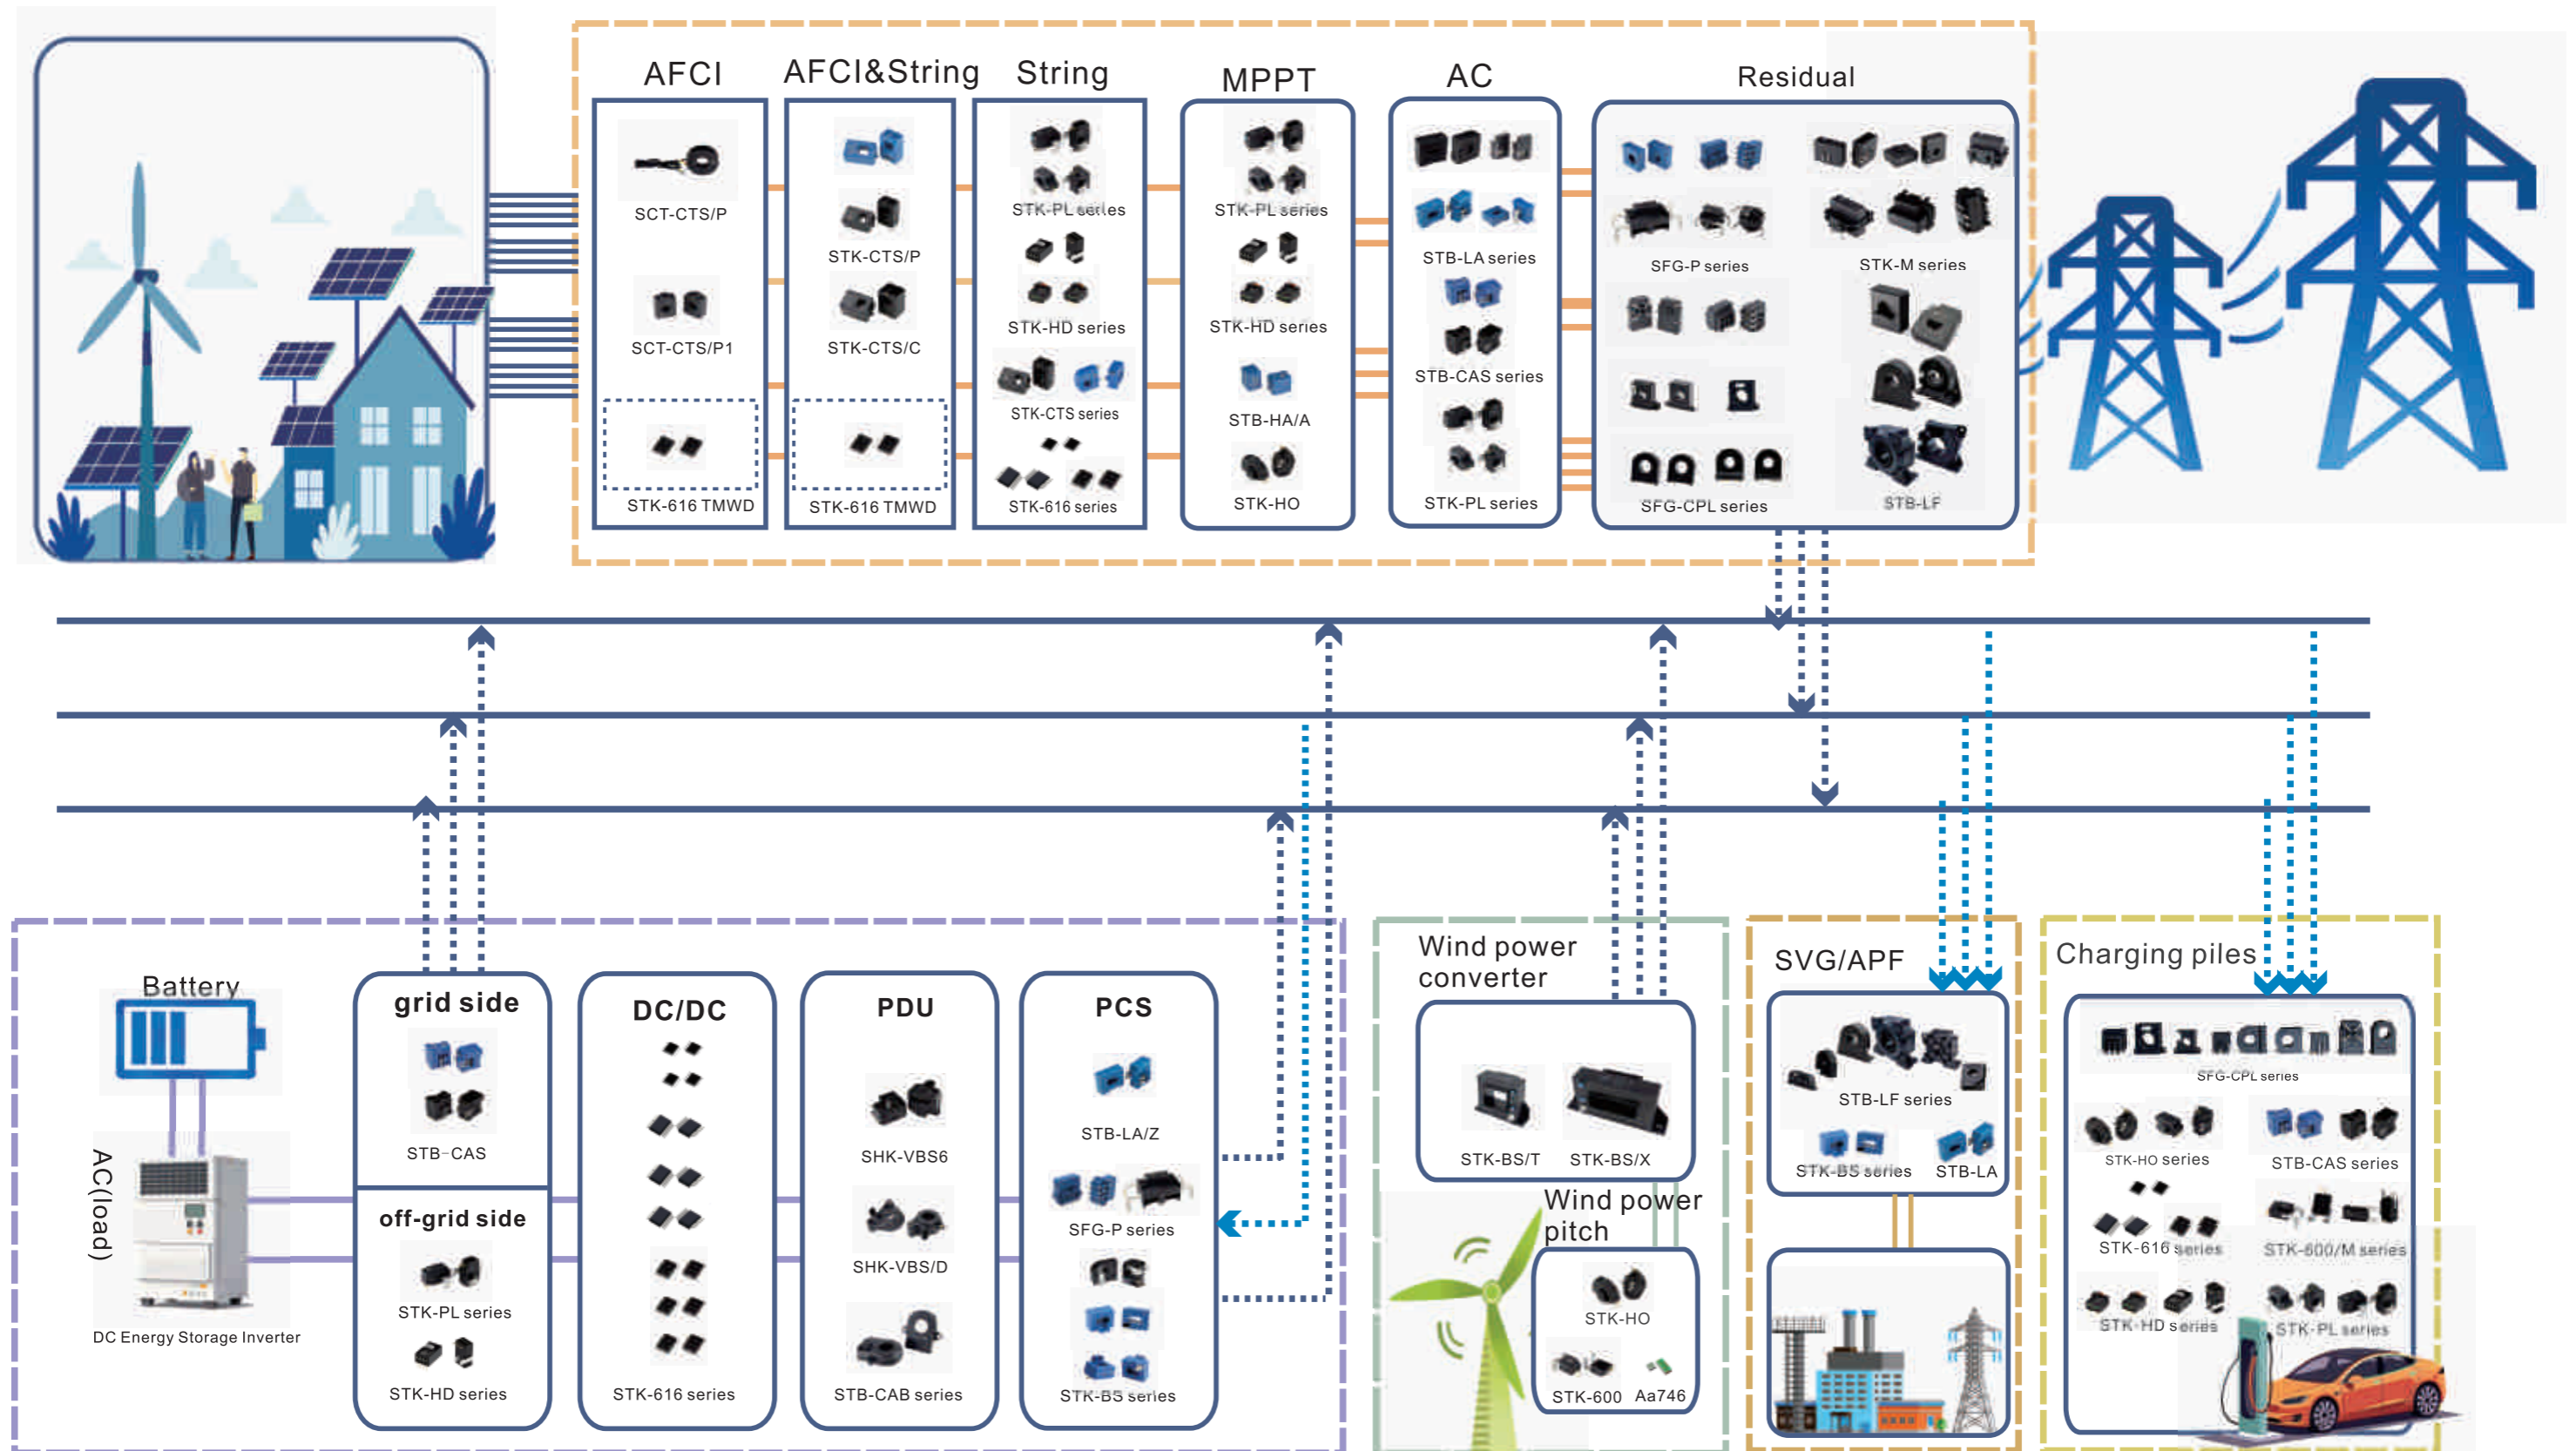 AFCI
SCT-CTS/P
SCT-CTS/P1
STK-616 TMWD
AFCI&String
STK-CTS/P
STK-CTS/C
STK-616 TMWD
String
STK-PL series
STK-HD series
STK-CTS series
STK-616 series
MPPT
STK-PL series
STK-HD series
STB-HA/A
STK-HO
AC
STB-LA series
STB-CAS series
STK-PL series
Residual
SFG-P series
STK-M series
SFG-CPL series
STB-LF
Battery
AC(load)
DC Energy Storage Inverter
grid side
STB-CAS
off-grid side
STK-PL series
STK-HD series
DC/DC
STK-616 series
PDU
SHK-VBS6
SHK-VBS/D
STB-CAB series
PCS
STB-LA/Z
SFG-P series
STK-BS series
Wind power
converter
STK-BS/T
STK-BS/X
Wind power
pitch
STK-HO
STK-600
Aa746
SVG/APF
STB-LF series
STK-BS series
STB-LA
Charging piles
SFG-CPL series
STK-HO series
STB-CAS series
STK-616 series
STK-600/M series
STK-HD series
STK-PL series